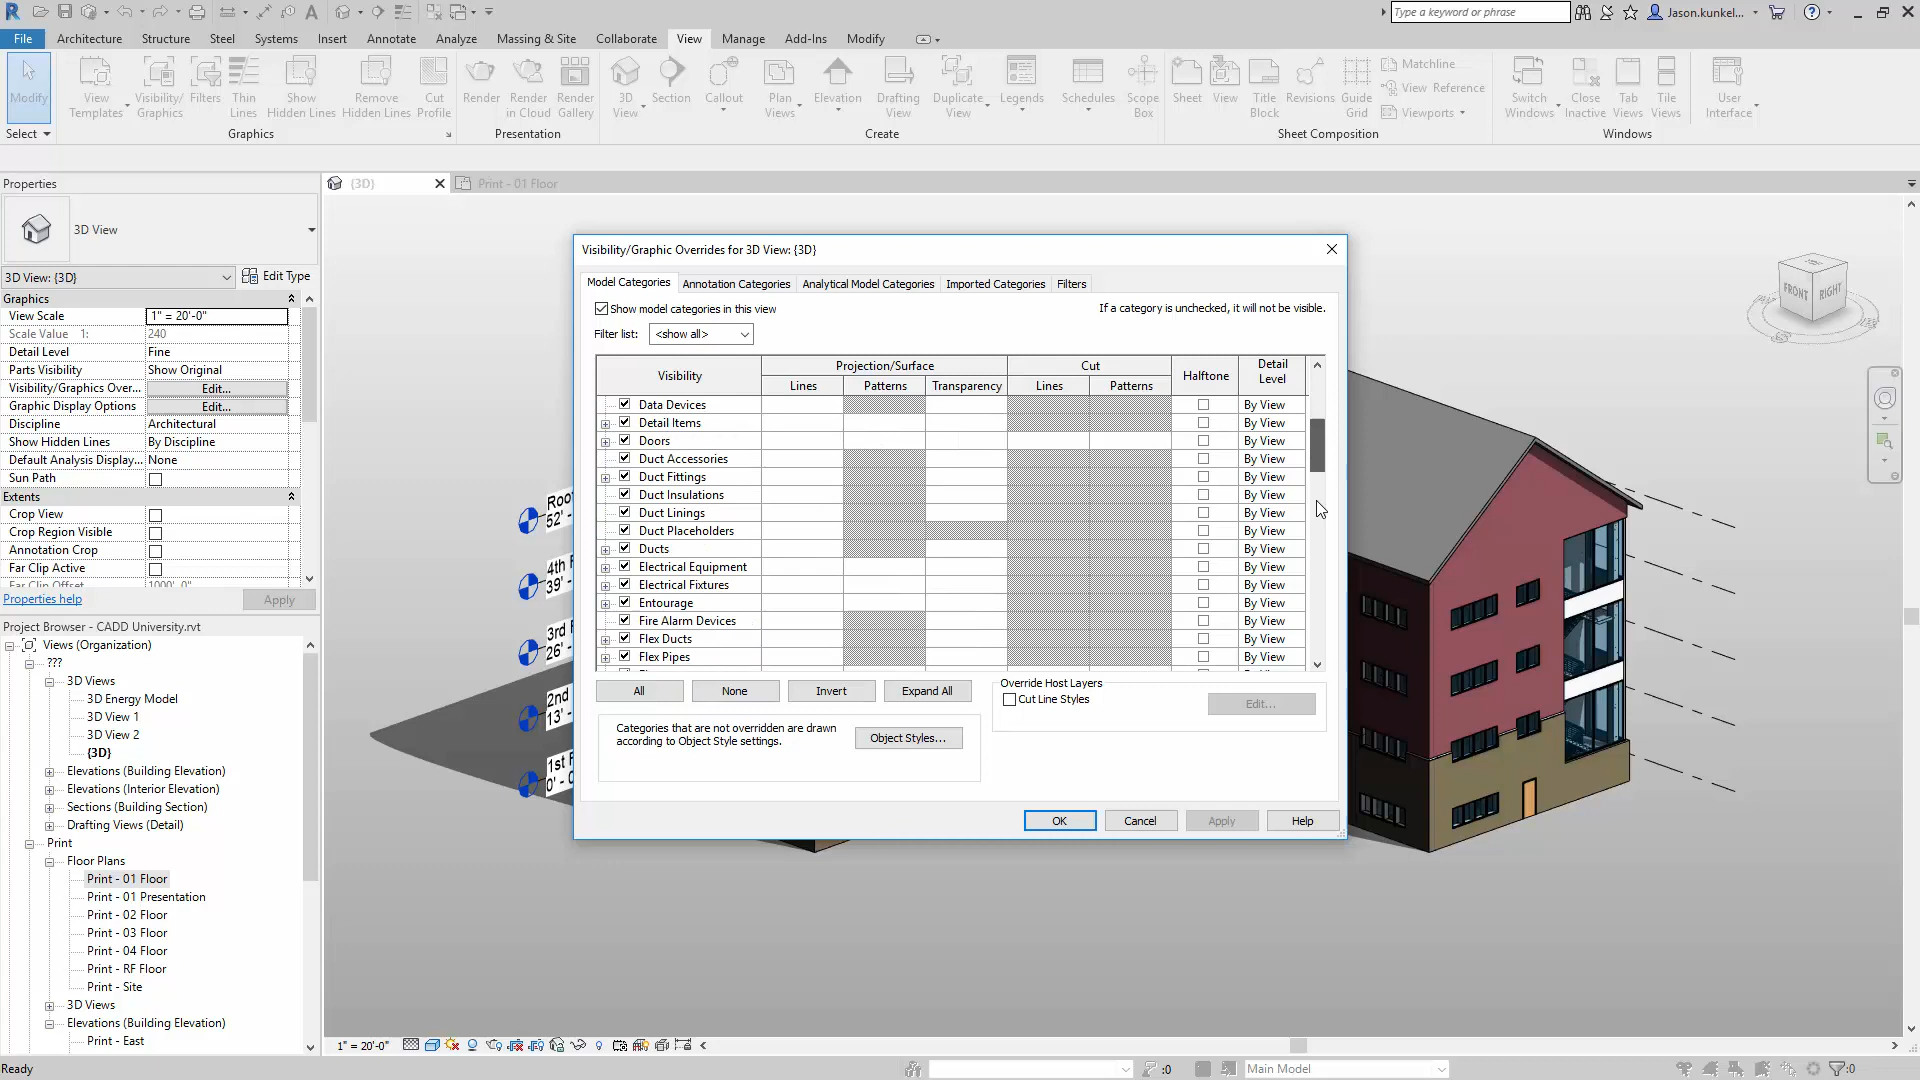 Type a keyword or phrase
Jason.kunkel...
File Architecture Structure Steel Systems Insert Annotate Analyze Massing & Site Collaborate View Manage Add-Ins Modify
Modify
View Templates
Visibility/ Graphics
Filters
Thin Lines
Show Hidden Lines
Remove Hidden Lines
Cut Profile
Render
Render in Cloud
Render Gallery
3D View
Section
Callout
Plan Views
Elevation
Drafting View
Duplicate View
Legends
Schedules
Scope Box
Sheet
View
Title Block
Revisions
Guide Grid
Matchline
View Reference
Viewports
Switch Windows
Close Inactive
Tab Views
Tile Views
User Interface
Select Graphics Presentation Create Sheet Composition Windows
Properties
{3D}
Print - 01 Floor
3D View
3D View: {3D} Edit Type
Graphics
View Scale 1" = 20'-0"
Scale Value 1: 240
Detail Level Fine
Parts Visibility Show Original
Visibility/Graphics Over... Edit...
Graphic Display Options Edit...
Discipline Architectural
Show Hidden Lines By Discipline
Default Analysis Display... None
Sun Path
Extents
Crop View
Crop Region Visible
Annotation Crop
Far Clip Active
Far Clip Offset 1000' 0"
Properties help Apply
Project Browser - CADD University.rvt
Views (Organization)
???
3D Views
3D Energy Model
3D View 1
3D View 2
{3D}
Elevations (Building Elevation)
Elevations (Interior Elevation)
Sections (Building Section)
Drafting Views (Detail)
Print
Floor Plans
Print - 01 Floor
Print - 01 Presentation
Print - 02 Floor
Print - 03 Floor
Print - 04 Floor
Print - RF Floor
Print - Site
3D Views
Elevations (Building Elevation)
Print - East
Roo
52' -
4th F
39' -
3rd F
26' -
2nd
13' -
1st F
0' - 0
FRONT RIGHT
Visibility/Graphic Overrides for 3D View: {3D}
Model Categories Annotation Categories Analytical Model Categories Imported Categories Filters
Show model categories in this view
If a category is unchecked, it will not be visible.
Filter list: <show all>
Visibility Projection/Surface Cut Halftone Detail Level
Lines Patterns Transparency Lines Patterns
Data Devices By View
Detail Items By View
Doors By View
Duct Accessories By View
Duct Fittings By View
Duct Insulations By View
Duct Linings By View
Duct Placeholders By View
Ducts By View
Electrical Equipment By View
Electrical Fixtures By View
Entourage By View
Fire Alarm Devices By View
Flex Ducts By View
Flex Pipes By View
All None Invert Expand All
Override Host Layers
Cut Line Styles
Edit...
Categories that are not overridden are drawn
according to Object Style settings.
Object Styles...
OK Cancel Apply Help
1" = 20'-0"
Ready
:0
Main Model
:0